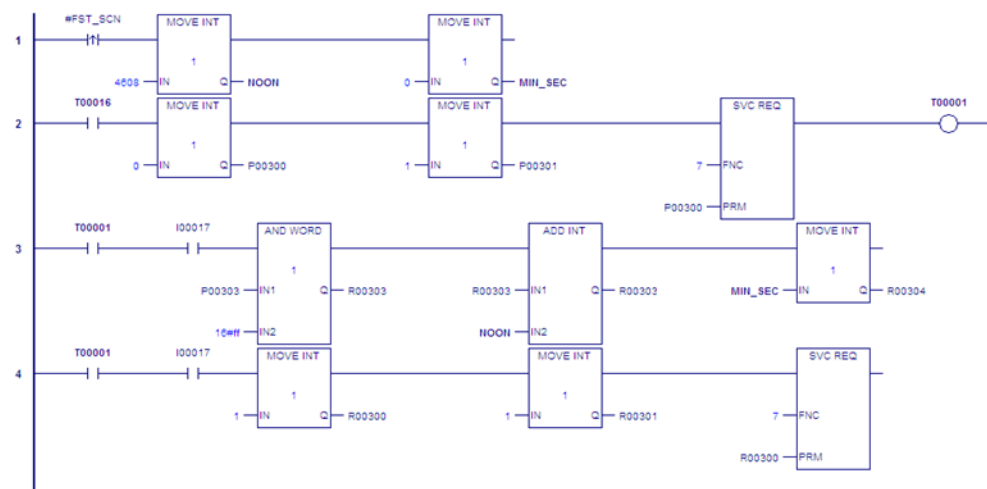 #FST_SCN MOVE INT MOVE INT
1 1 1
4608 IN Q NOON 0 IN Q MIN_SEC
T00016 MOVE INT MOVE INT SVC REQ T00001
2 1 1
0 IN Q P00300 1 IN Q P00301 7 FNC
P00300 PRM
T00001 I00017 AND WORD ADD INT MOVE INT
3 1 1
P00303 IN1 Q R00303 R00303 IN1 Q R00303 MIN_SEC IN Q R00304
16#ff IN2 NOON IN2
T00001 I00017 MOVE INT MOVE INT SVC REQ
4 1 1
1 IN Q R00300 1 IN Q R00301 7 FNC
R00300 PRM